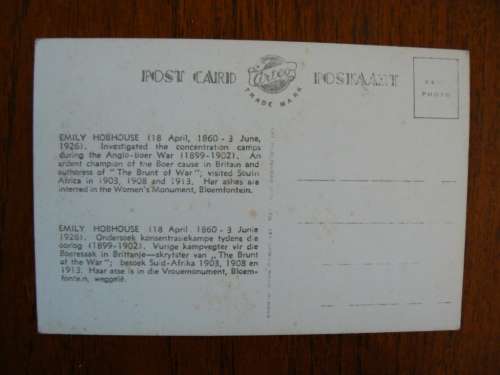 POST CARD Artco POSKAART
TRADE MARK
PHOTO
EMILY HOBHOUSE (18 April, 1860 - 3 June,
1926). Investigated the concentration camps
during the Anglo-Boer War (1899-1902). An
ardent champion of the Boer cause in Britain and
authoress of "The Brunt of War"; visited South
Africa in 1903, 1908 and 1913. Her ashes are
interred in the Women's Monument, Bloemfontein.
EMILY HOBHOUSE (18 April 1860 - 3 Junie
1926). Ondersoek konsentrasiekampe tydens die
oorlog (1899-1902). Vurige kampvegter vir die
Boeresaak in Brittanje—skryfster van „The Brunt
of the War"; besoek Suid-Afrika 1903, 1908 en
1913. Haar asse is in die Vrouemonument, Bloem-
fontein, weggelê.